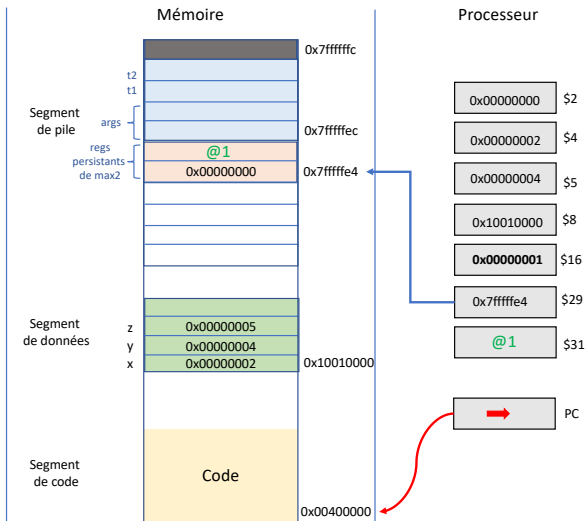 Mémoire
Processeur
0x7ffffffc
t2
t1
Segment
de pile
args
0x7fffffec
regs
persistants
de max2
@1
0x00000000
0x7fffffe4
0x00000000
$2
0x00000002
$4
0x00000004
$5
0x10010000
$8
0x00000001
$16
0x7fffffe4
$29
@1
$31
PC
Segment
de données
z
0x00000005
y
0x00000004
x
0x00000002
0x10010000
Segment
de code
Code
0x00400000